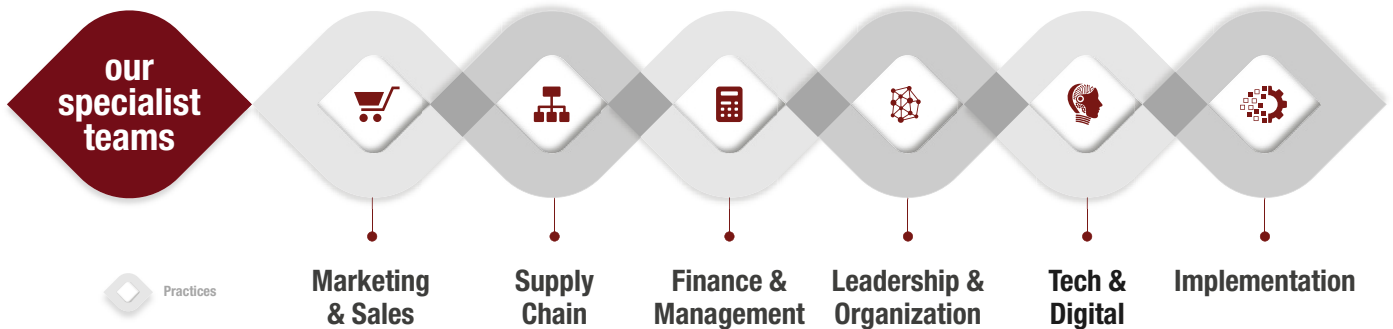 our
specialist
teams
Practices
Marketing
& Sales
Supply
Chain
Finance &
Management
Leadership &
Organization
Tech &
Digital
Implementation